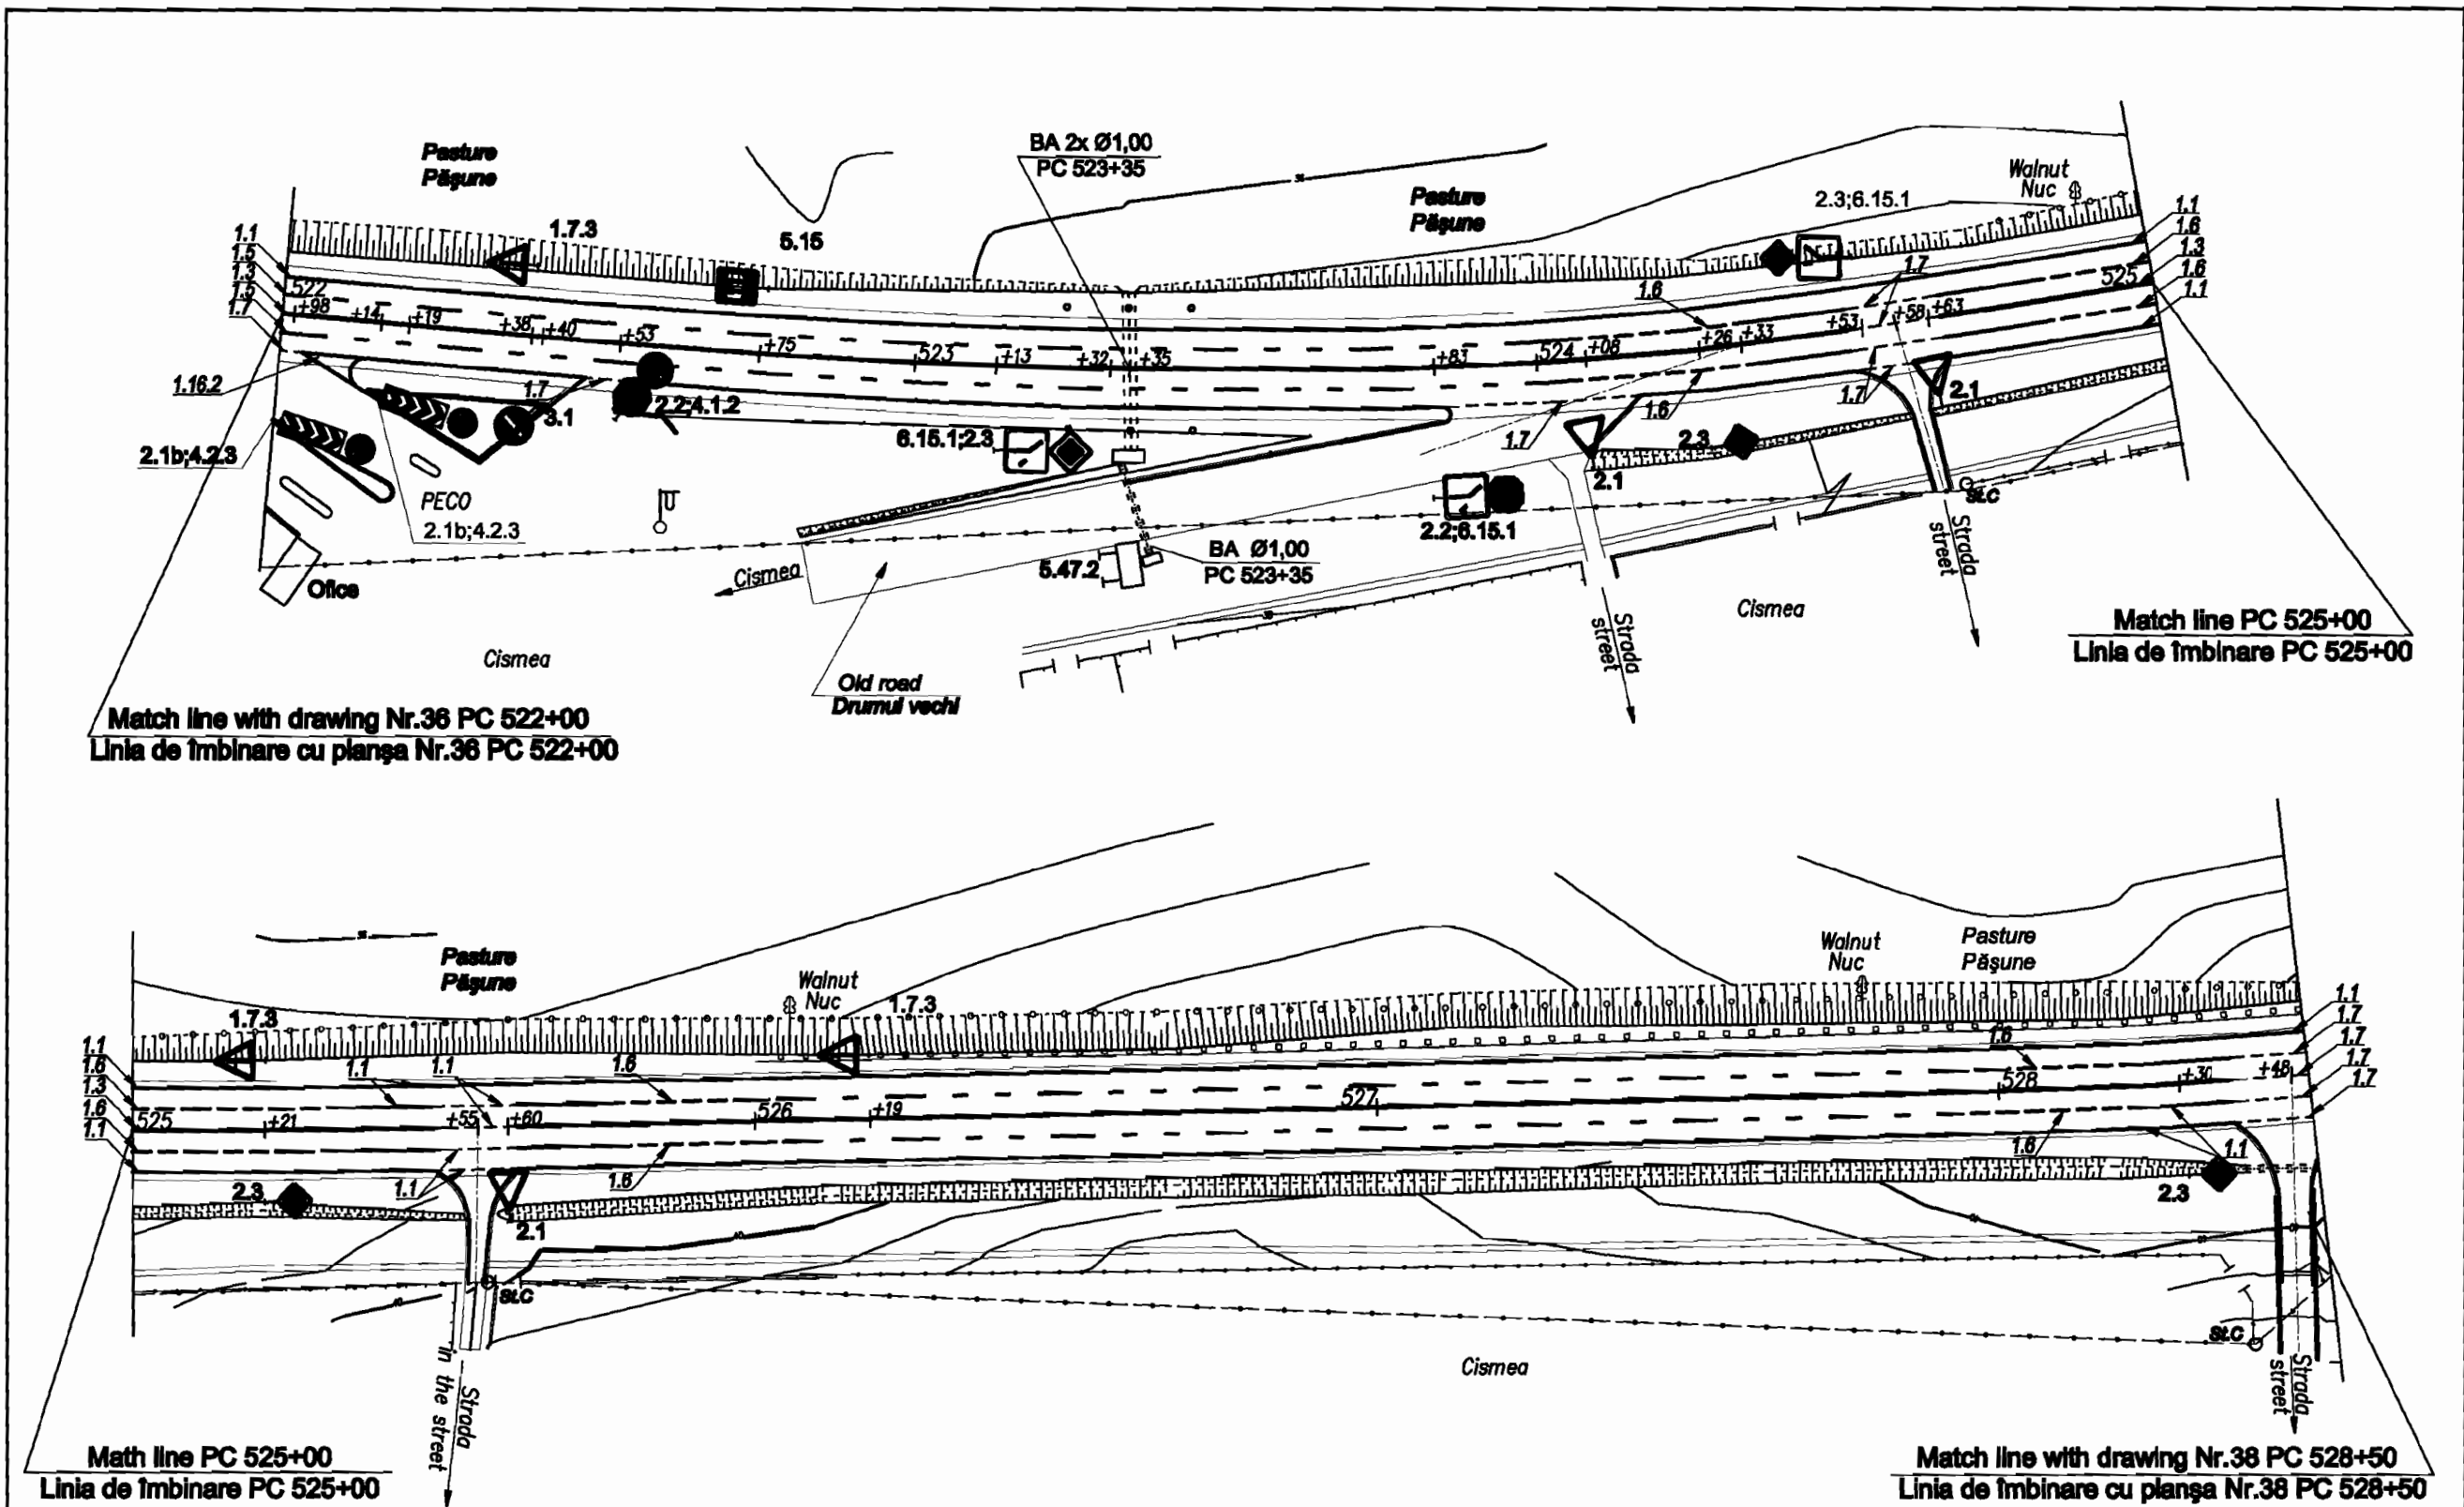 Pasture
Păşune
BA 2x Ø1,00
PC 523+35
Pasture
Păşune
Walnut
Nuc
2.3;6.15.1
1.7.3
5.15
1.1
1.5
1.3
1.5
1.7
522
+98
+14
+19
+38
+40
+53
+75
523
+13
+32
+35
+83
524
+08
+26
+33
+53
+58
+63
525
1.6
1.7
1.1
1.6
1.3
1.6
1.1
1.16.2
1.7
3.1
2.2;4.1.2
6.15.1;2.3
1.7
1.6
1.7
2.1
2.3
2.1
2.1b;4.2.3
PECO
2.1b;4.2.3
2.2;6.15.1
SLC
Ofice
Cismea
5.47.2
BA Ø1,00
PC 523+35
Strada
street
Strada
street
Cismea
Cismea
Old road
Drumul vechi
Match line PC 525+00
Linia de îmbinare PC 525+00
Match line with drawing Nr.36 PC 522+00
Linia de îmbinare cu planşa Nr.36 PC 522+00
Pasture
Păşune
Walnut
Nuc
Walnut
Nuc
Pasture
Păşune
1.7.3
1.7.3
1.1
1.6
1.3
1.6
1.1
1.1
1.1
1.6
1.6
1.1
1.7
1.7
1.7
1.7
525
+21
+55
+60
526
+19
527
528
+30
+48
2.3
1.1
1.6
1.6
1.1
2.3
2.1
SLC
SLC
Cismea
Strada
in the street
Strada
street
Math line PC 525+00
Linia de îmbinare PC 525+00
Match line with drawing Nr.38 PC 528+50
Linia de îmbinare cu planşa Nr.38 PC 528+50